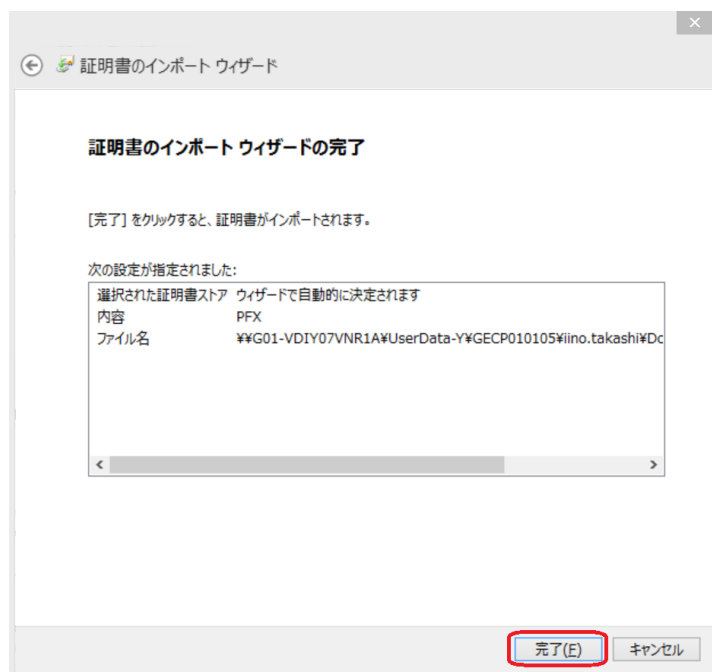 証明書のインポート ウィザード
証明書のインポート ウィザードの完了
[完了] をクリックすると、証明書がインポートされます。
次の設定が指定されました:
選択された証明書ストア ウィザードで自動的に決定されます
内容 PFX
ファイル名 ¥¥G01-VDIY07VNR1A¥UserData-Y¥GECP010105¥iino.takashi¥Dc
完了(F) キャンセル